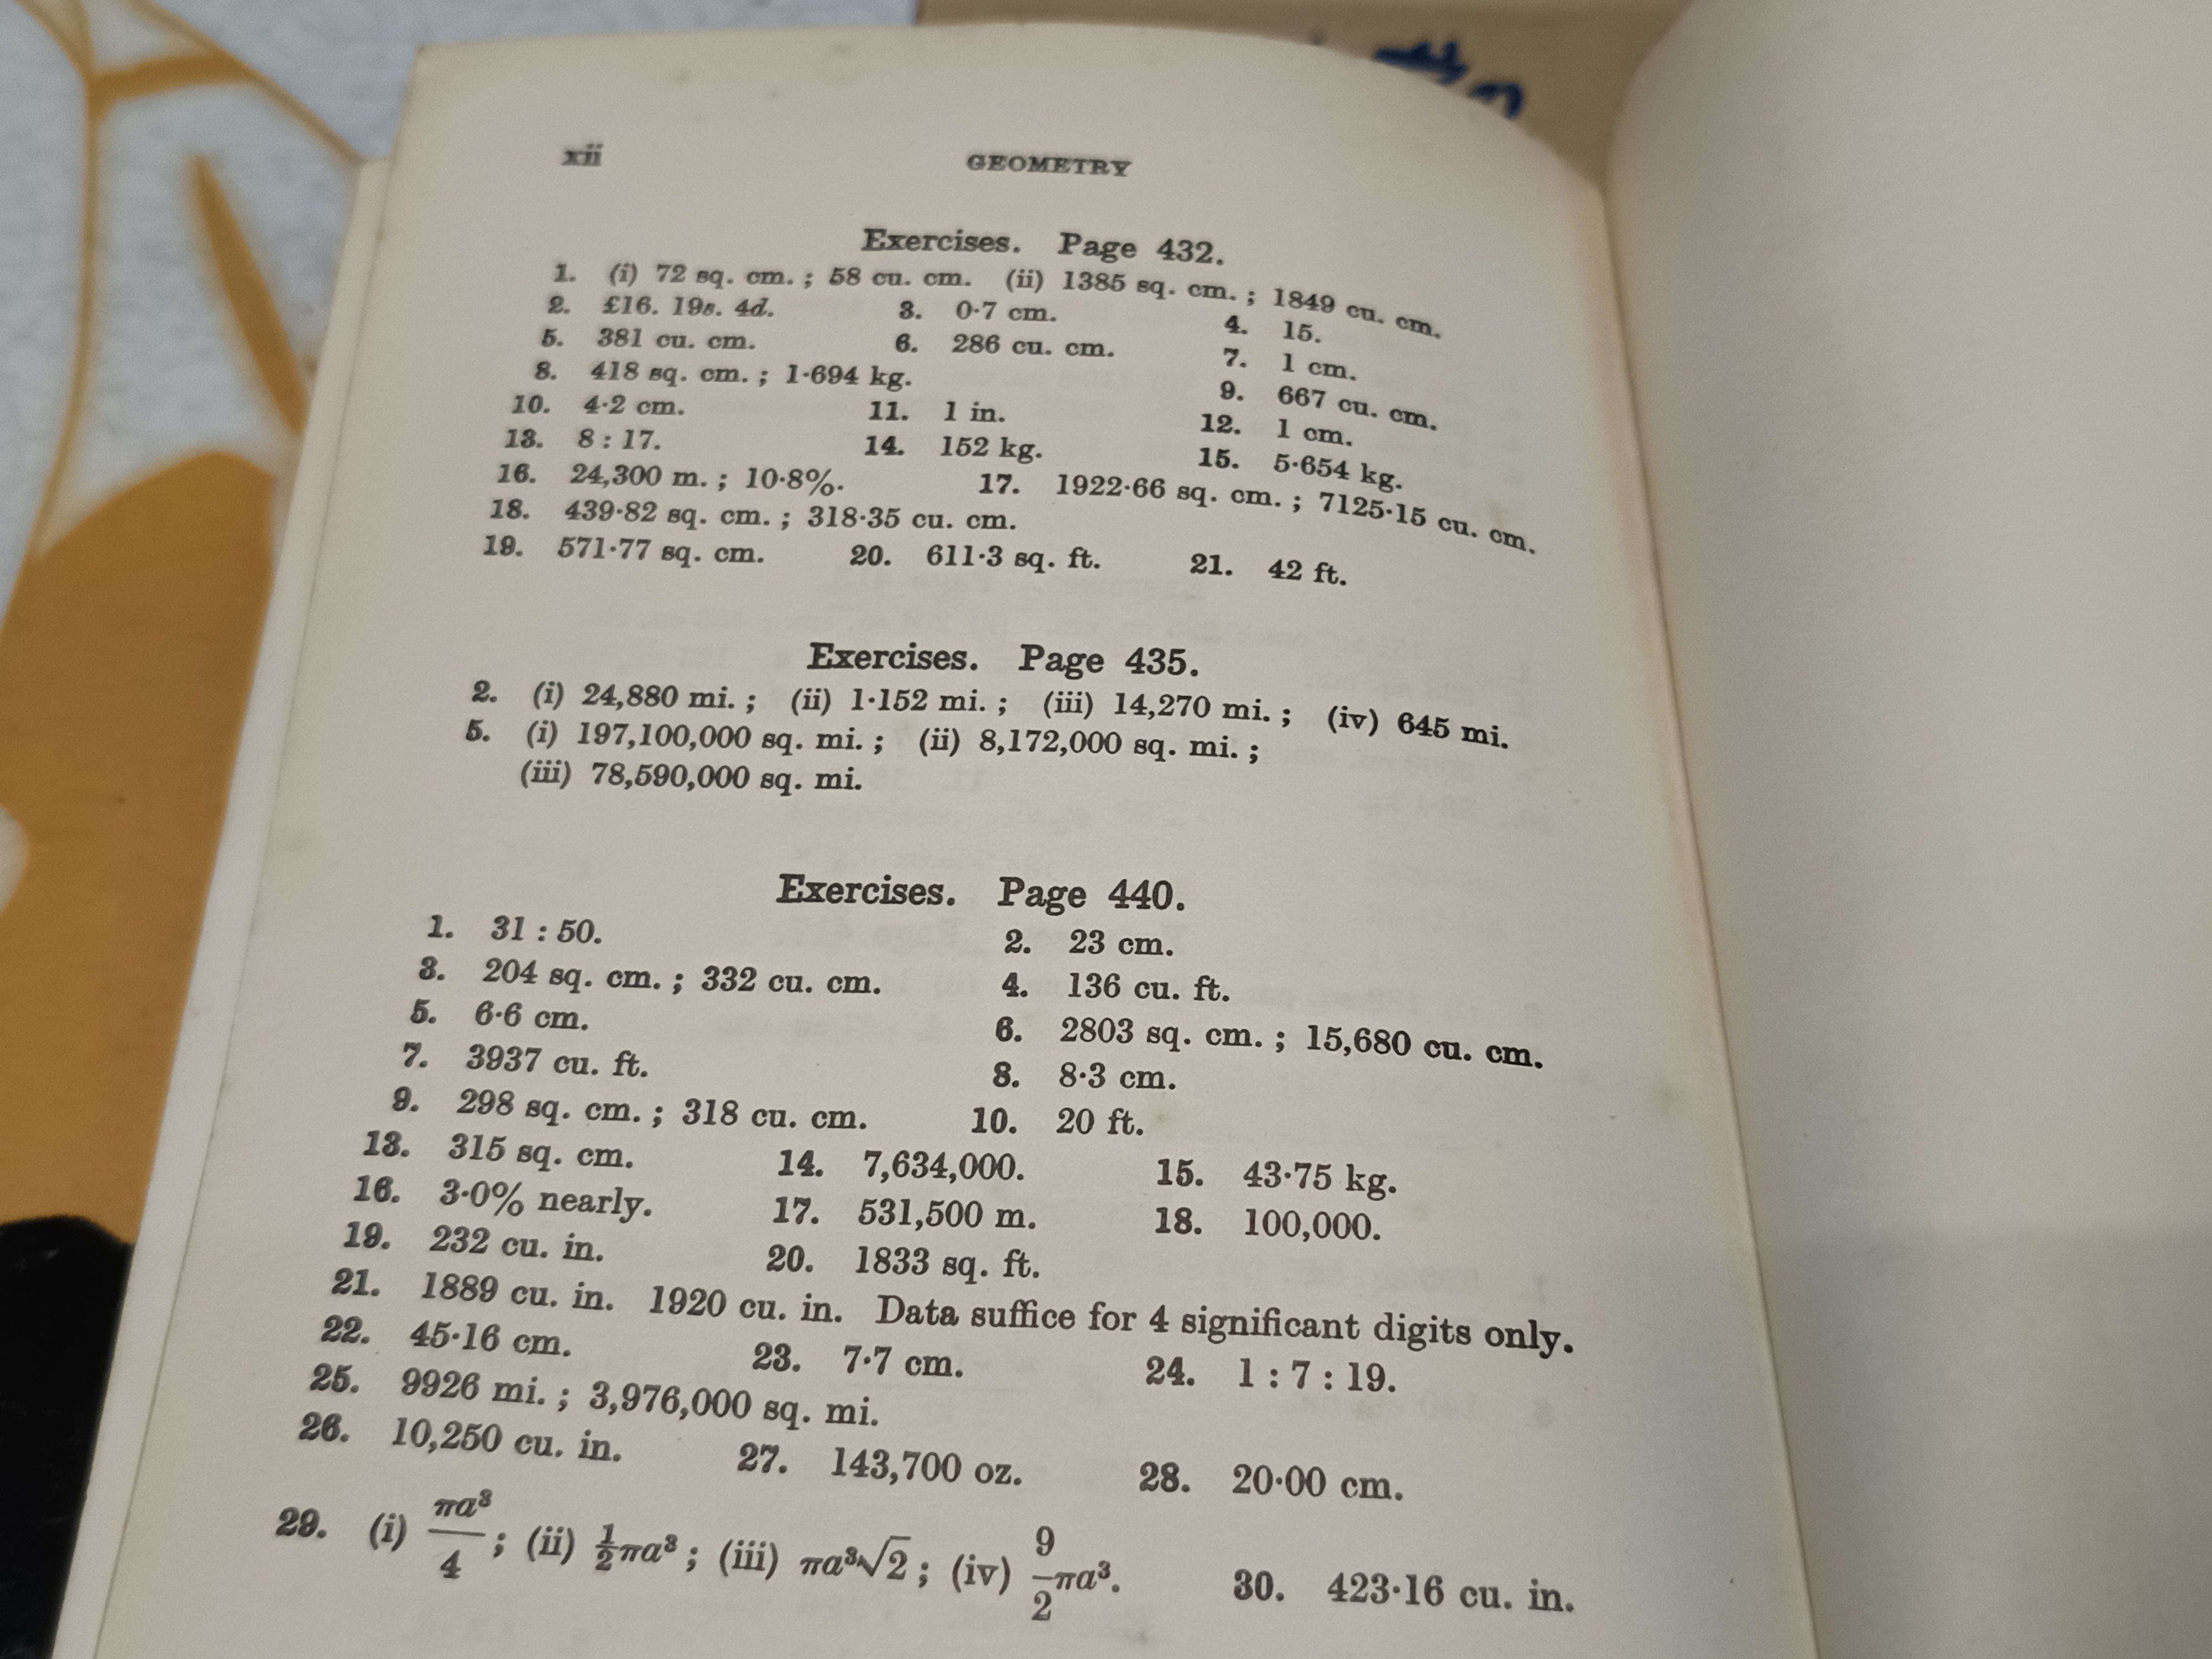 xii GEOMETRY
Exercises. Page 432.
1. (i) 72 sq. cm. ; 58 cu. cm. (ii) 1385 sq. cm. ; 1849 cu. cm.
2. £16. 19s. 4d. 3. 0·7 cm. 4. 15.
5. 381 cu. cm. 6. 286 cu. cm. 7. 1 cm.
8. 418 sq. cm. ; 1·694 kg. 9. 667 cu. cm.
10. 4·2 cm. 11. 1 in. 12. 1 cm.
13. 8 : 17. 14. 152 kg. 15. 5·654 kg.
16. 24,300 m. ; 10·8%. 17. 1922·66 sq. cm. ; 7125·15 cu. cm.
18. 439·82 sq. cm. ; 318·35 cu. cm.
19. 571·77 sq. cm. 20. 611·3 sq. ft. 21. 42 ft.
Exercises. Page 435.
2. (i) 24,880 mi. ; (ii) 1·152 mi. ; (iii) 14,270 mi. ; (iv) 645 mi.
5. (i) 197,100,000 sq. mi. ; (ii) 8,172,000 sq. mi. ;
(iii) 78,590,000 sq. mi.
Exercises. Page 440.
1. 31 : 50. 2. 23 cm.
3. 204 sq. cm. ; 332 cu. cm. 4. 136 cu. ft.
5. 6·6 cm. 6. 2803 sq. cm. ; 15,680 cu. cm.
7. 3937 cu. ft. 8. 8·3 cm.
9. 298 sq. cm. ; 318 cu. cm. 10. 20 ft.
13. 315 sq. cm. 14. 7,634,000. 15. 43·75 kg.
16. 3·0% nearly. 17. 531,500 m. 18. 100,000.
19. 232 cu. in. 20. 1833 sq. ft.
21. 1889 cu. in. 1920 cu. in. Data suffice for 4 significant digits only.
22. 45·16 cm. 23. 7·7 cm. 24. 1 : 7 : 19.
25. 9926 mi. ; 3,976,000 sq. mi.
26. 10,250 cu. in. 27. 143,700 oz. 28. 20·00 cm.
29. (i) πa³/4 ; (ii) ½πa³ ; (iii) πa³√2 ; (iv) 9/2 πa³. 30. 423·16 cu. in.